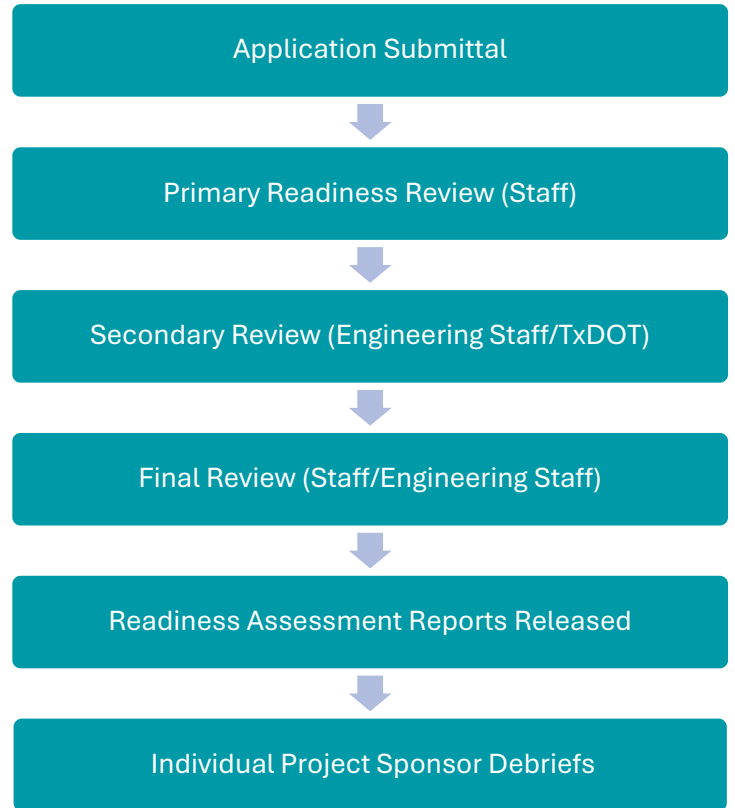 Application Submittal
Primary Readiness Review (Staff)
Secondary Review (Engineering Staff/TxDOT)
Final Review (Staff/Engineering Staff)
Readiness Assessment Reports Released
Individual Project Sponsor Debriefs